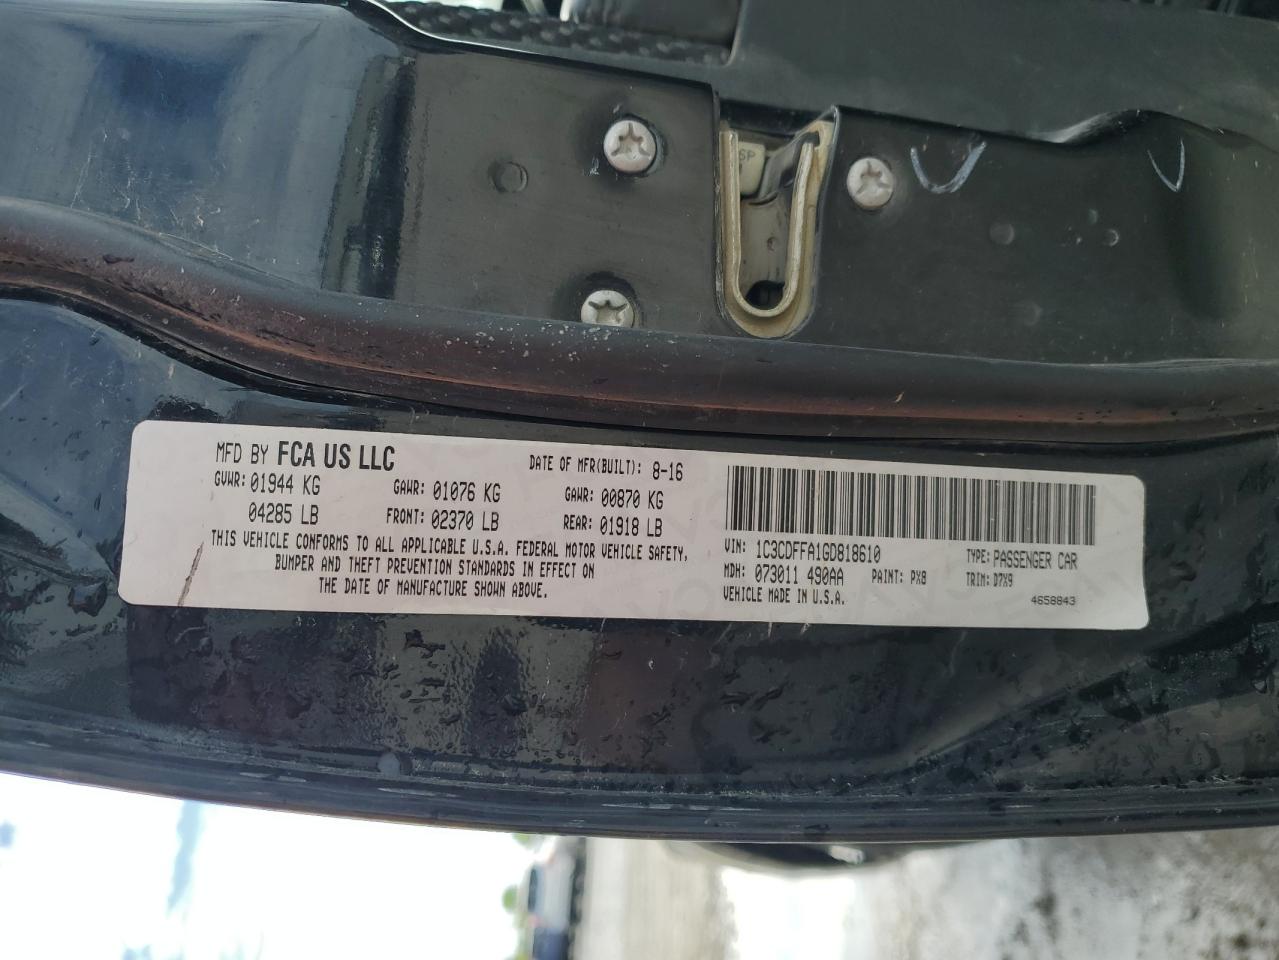 SP
MFD BY FCA US LLC
DATE OF MFR(BUILT): 8-16
GVWR: 01944 KG
GAWR: 01076 KG
GAWR: 00870 KG
04285 LB
FRONT: 02370 LB
REAR: 01918 LB
THIS VEHICLE CONFORMS TO ALL APPLICABLE U.S.A. FEDERAL MOTOR VEHICLE SAFETY,
BUMPER AND THEFT PREVENTION STANDARDS IN EFFECT ON
THE DATE OF MANUFACTURE SHOWN ABOVE.
VIN: 1C3CDFFA1GD818610
TYPE: PASSENGER CAR
MDH: 073011 490AA
PAINT: PX8
TRIM: D7X9
VEHICLE MADE IN U.S.A.
4658843